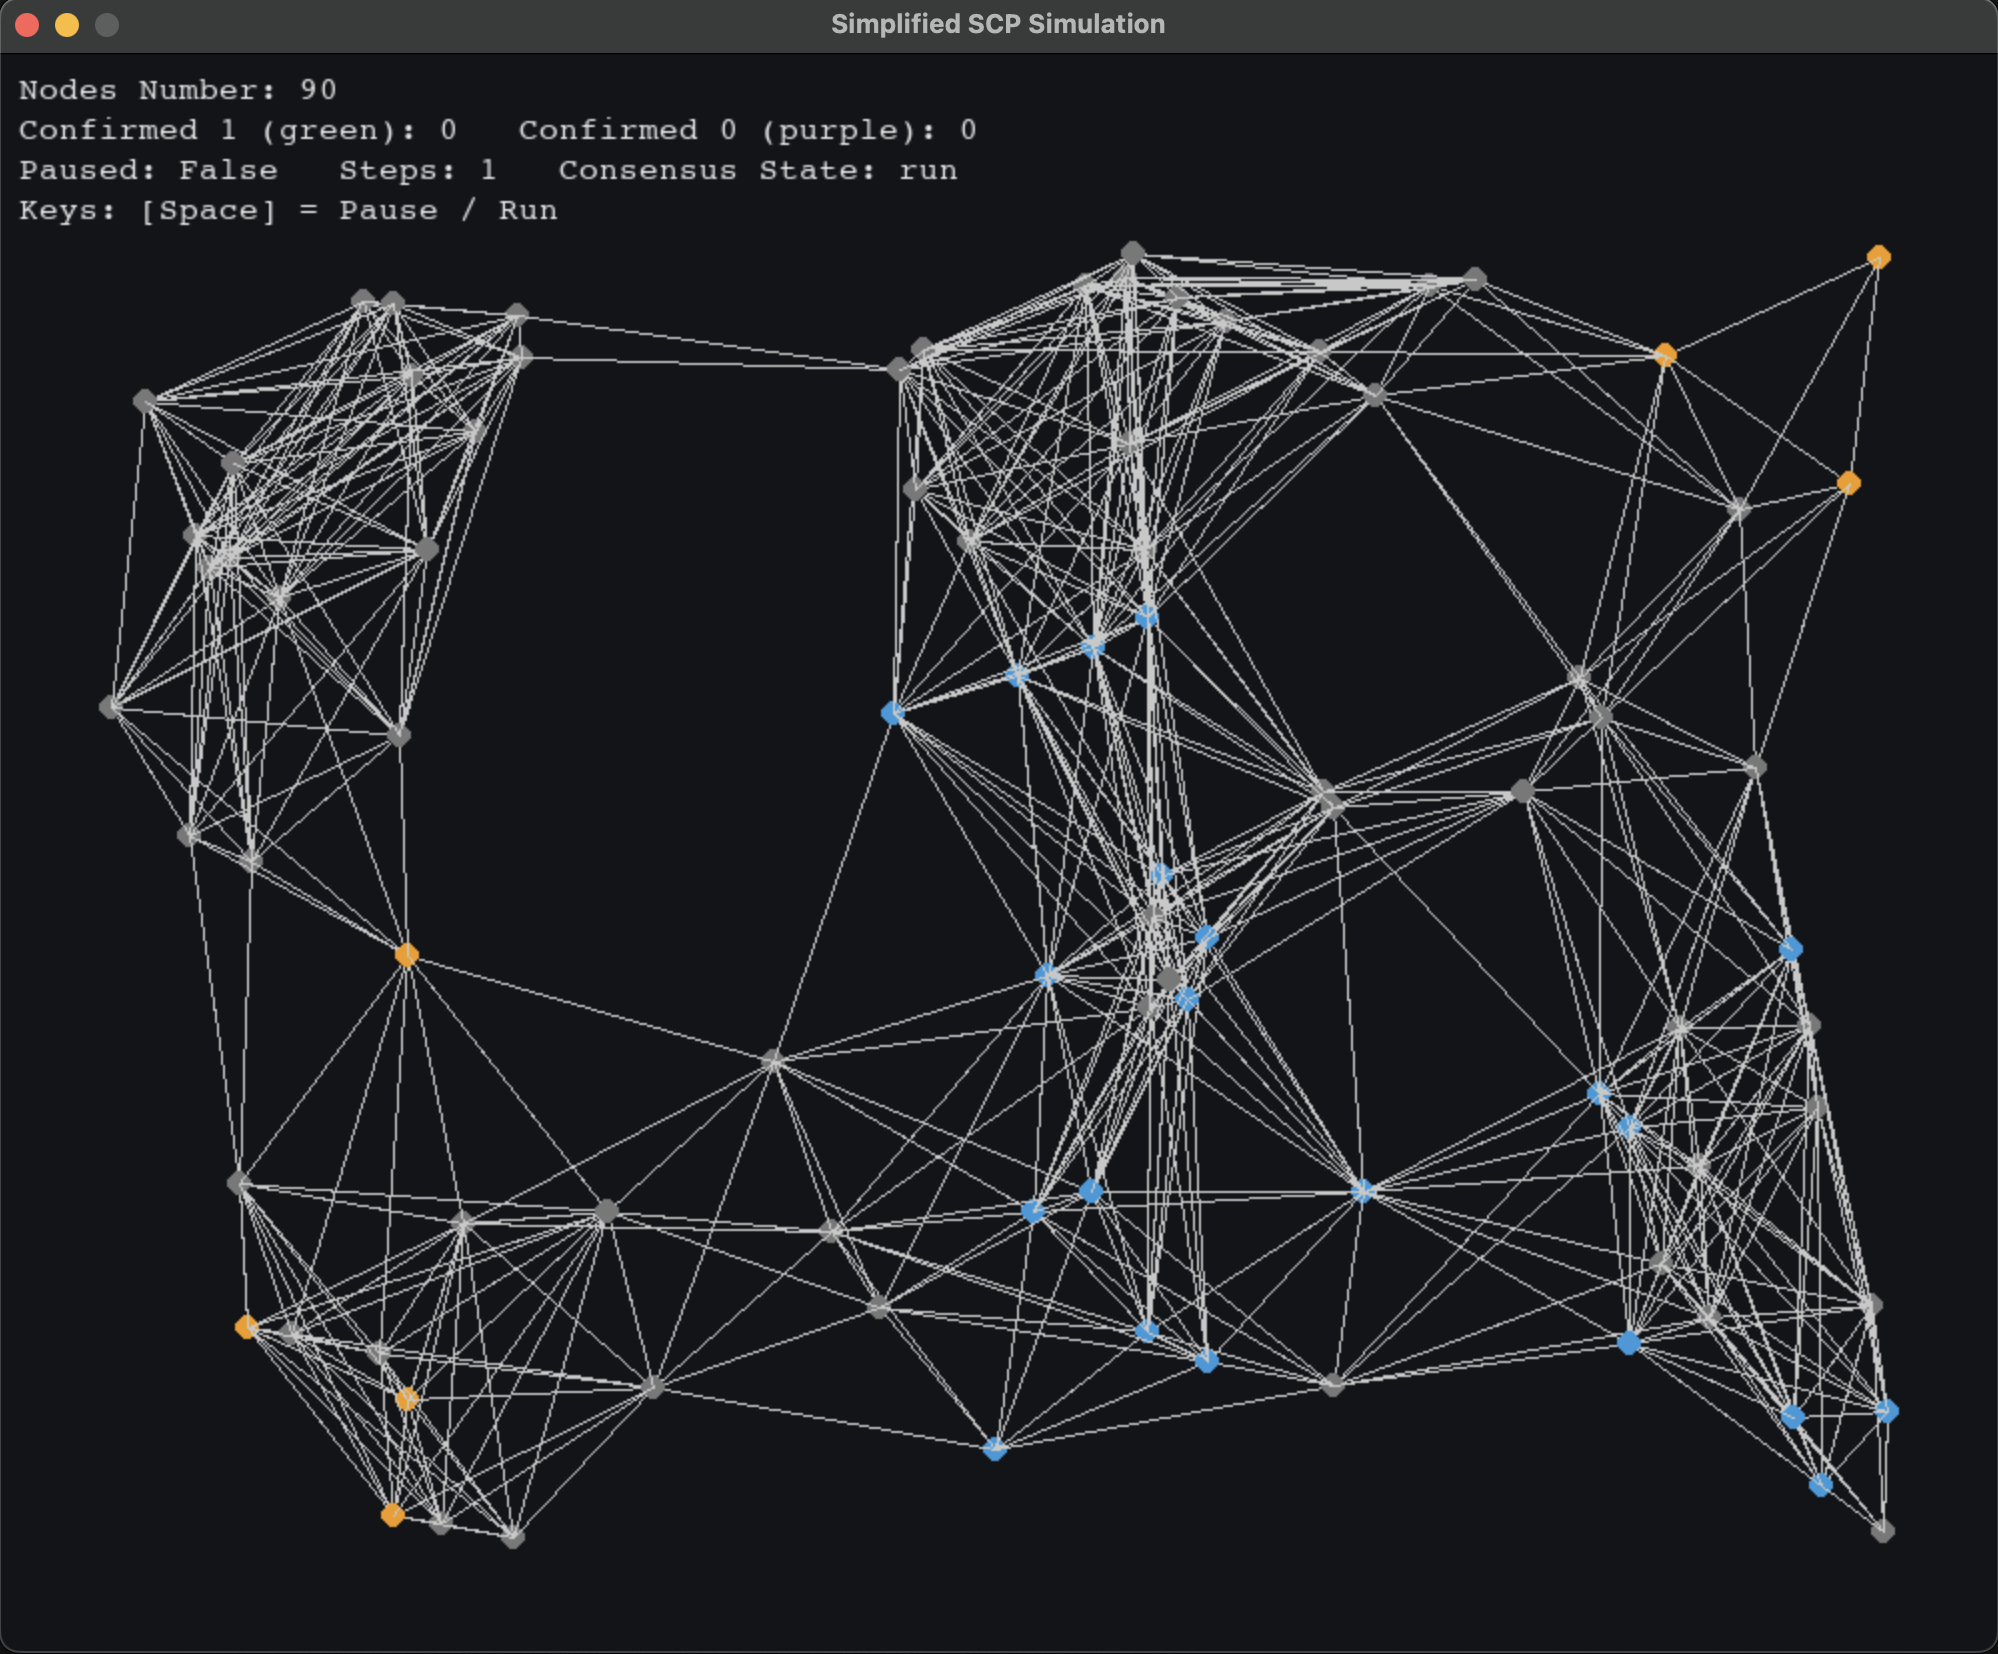 Simplified SCP Simulation
Nodes Number: 90
Confirmed 1 (green): 0   Confirmed 0 (purple): 0
Paused: False   Steps: 1   Consensus State: run
Keys: [Space] = Pause / Run